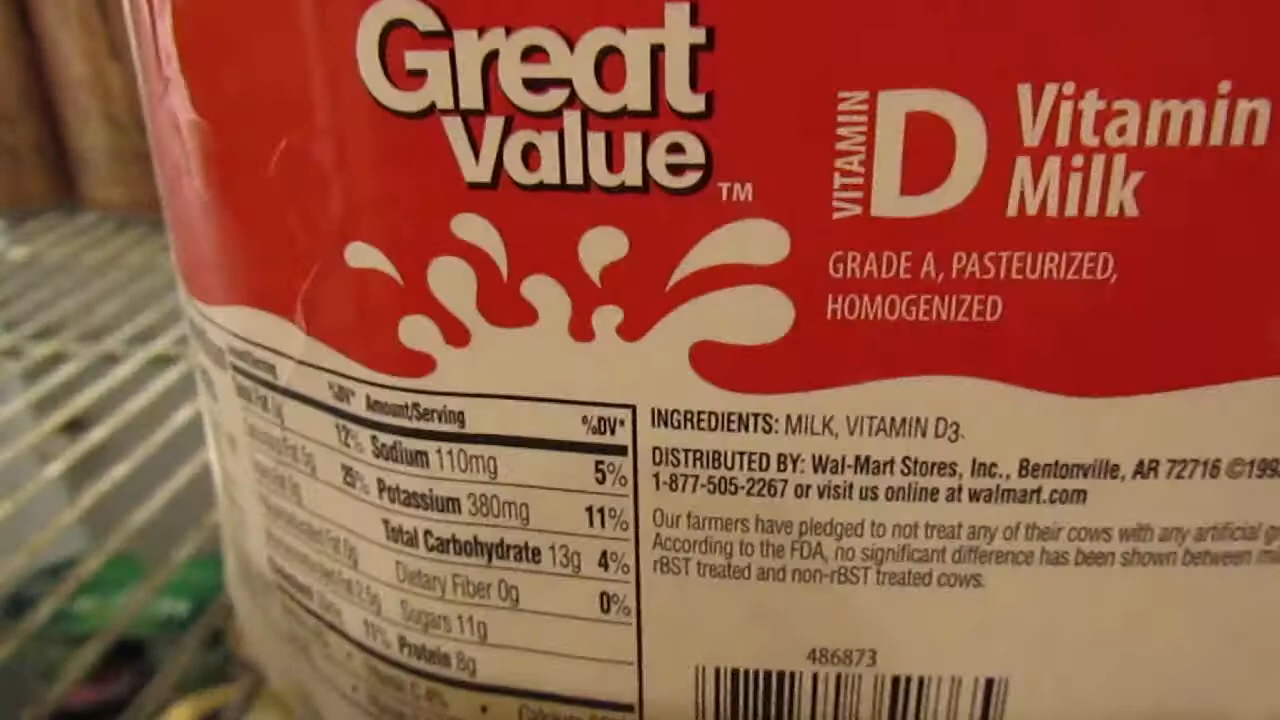 Great
Value
TM
VITAMIN
D
Vitamin
Milk
GRADE A, PASTEURIZED,
HOMOGENIZED
%DV* Amount/Serving %DV*
12% Sodium 110mg 5%
25% Potassium 380mg 11%
Total Carbohydrate 13g 4%
Dietary Fiber 0g 0%
Sugars 11g
Protein 8g
INGREDIENTS: MILK, VITAMIN D3.
DISTRIBUTED BY: Wal-Mart Stores, Inc., Bentonville, AR 72716 ©199
1-877-505-2267 or visit us online at walmart.com
Our farmers have pledged to not treat any of their cows with any artificial
According to the FDA, no significant difference has been shown between
rBST treated and non-rBST treated cows.
486873